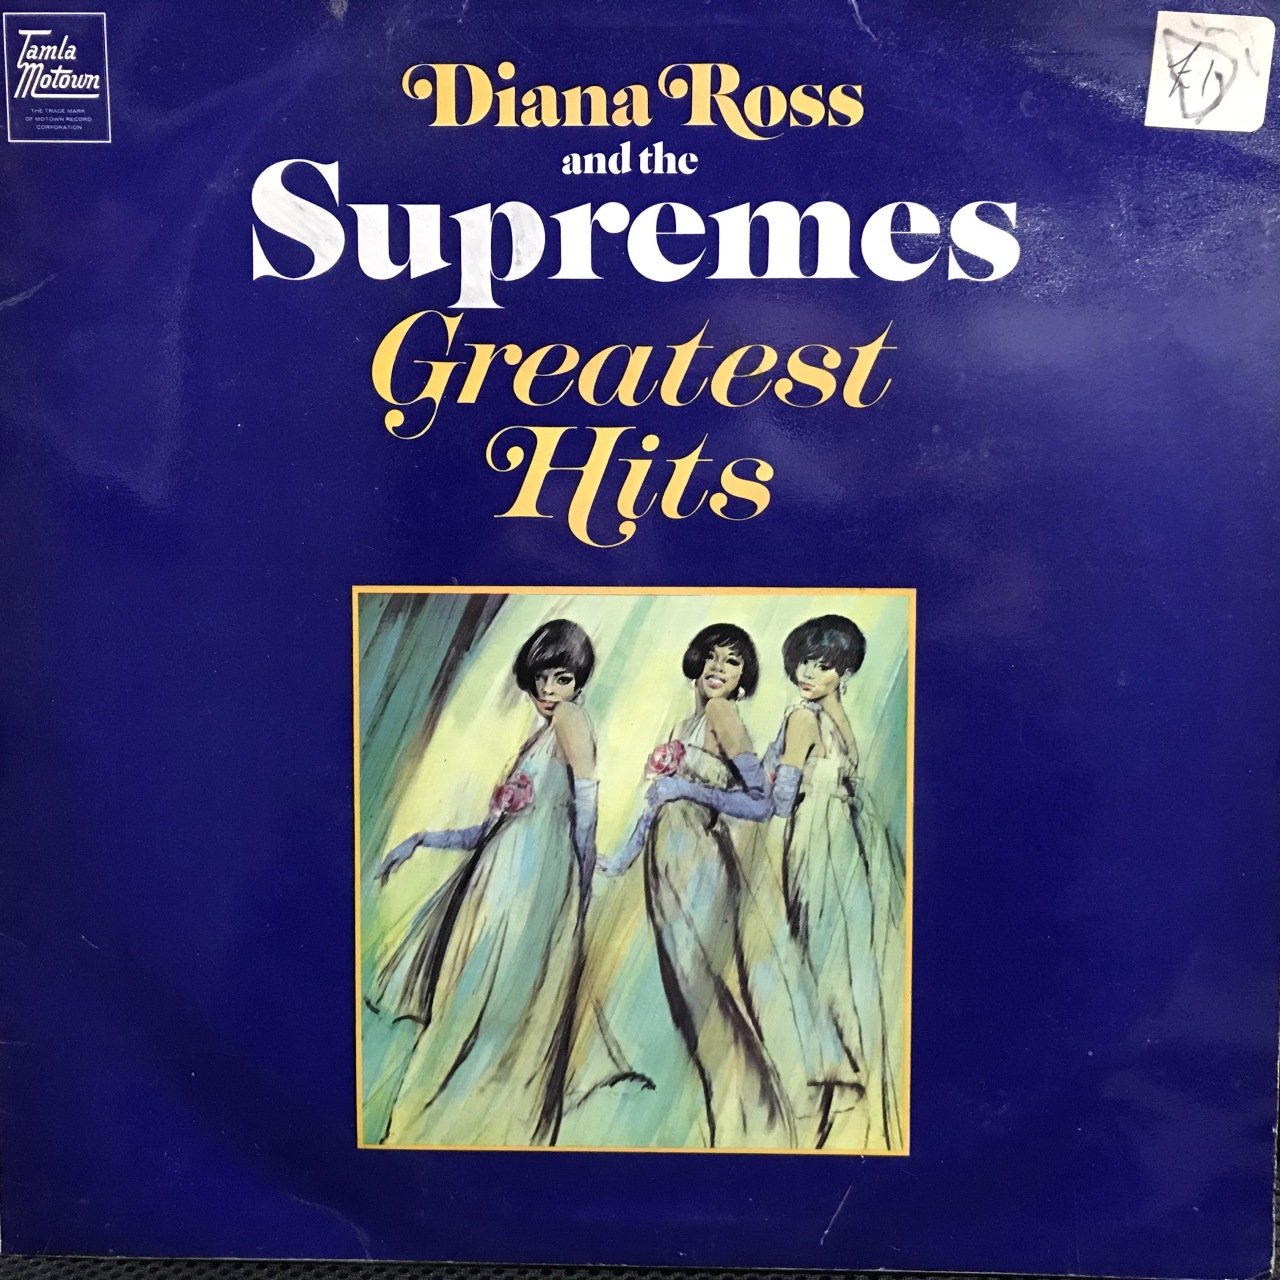 Tamla
Motown
THE TRADE MARK
OF MOTOWN RECORD
CORPORATION
Diana Ross
and the
Supremes
Greatest
Hits